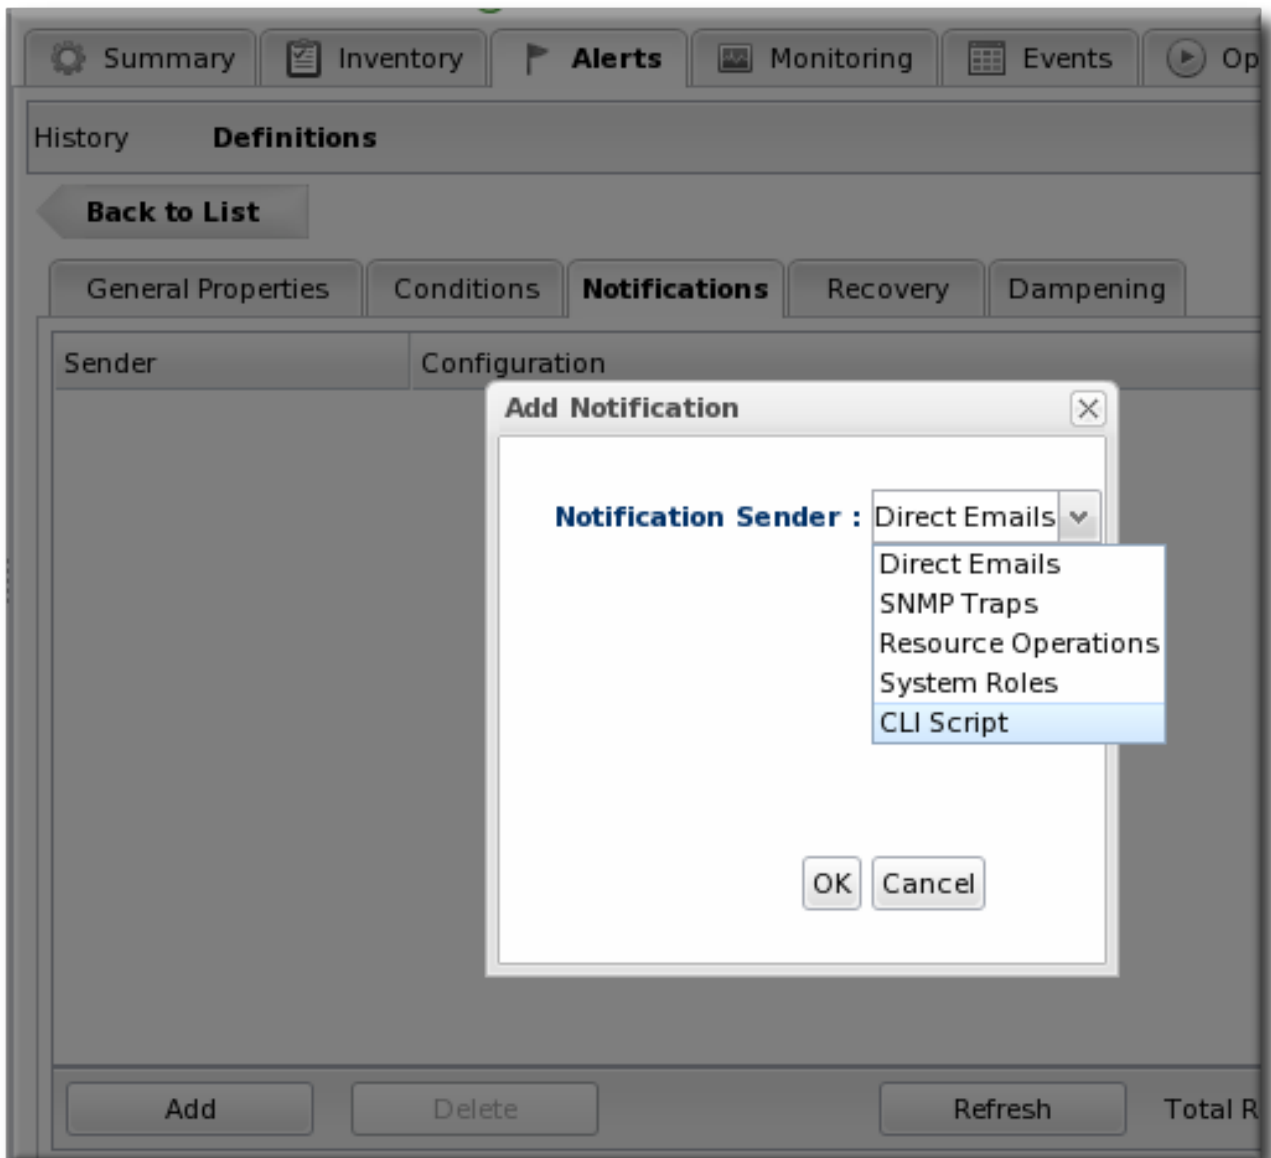 Summary Inventory Alerts Monitoring Events Op
History Definitions
Back to List
General Properties Conditions Notifications Recovery Dampening
Sender Configuration
Add Notification
Notification Sender : Direct Emails
Direct Emails
SNMP Traps
Resource Operations
System Roles
CLI Script
OK Cancel
Add Delete Refresh Total R